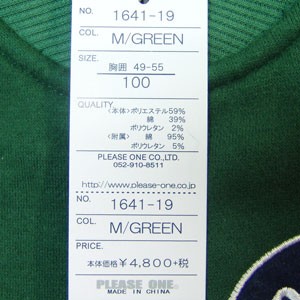 NO. 1641-19
COL. M/GREEN
SIZE. 胸囲 49-55
100
QUALITY
<本体> ポリエステル59%
綿 39%
ポリウレタン 2%
<附属> 綿 95%
ポリウレタン 5%
PLEASE ONE CO.,LTD.
052-910-8511
http://www.please-one.co.jp
NO. 1641-19
COL. M/GREEN
PRICE.
本体価格 ¥4,800+税
PLEASE ONE.
MADE IN CHINA